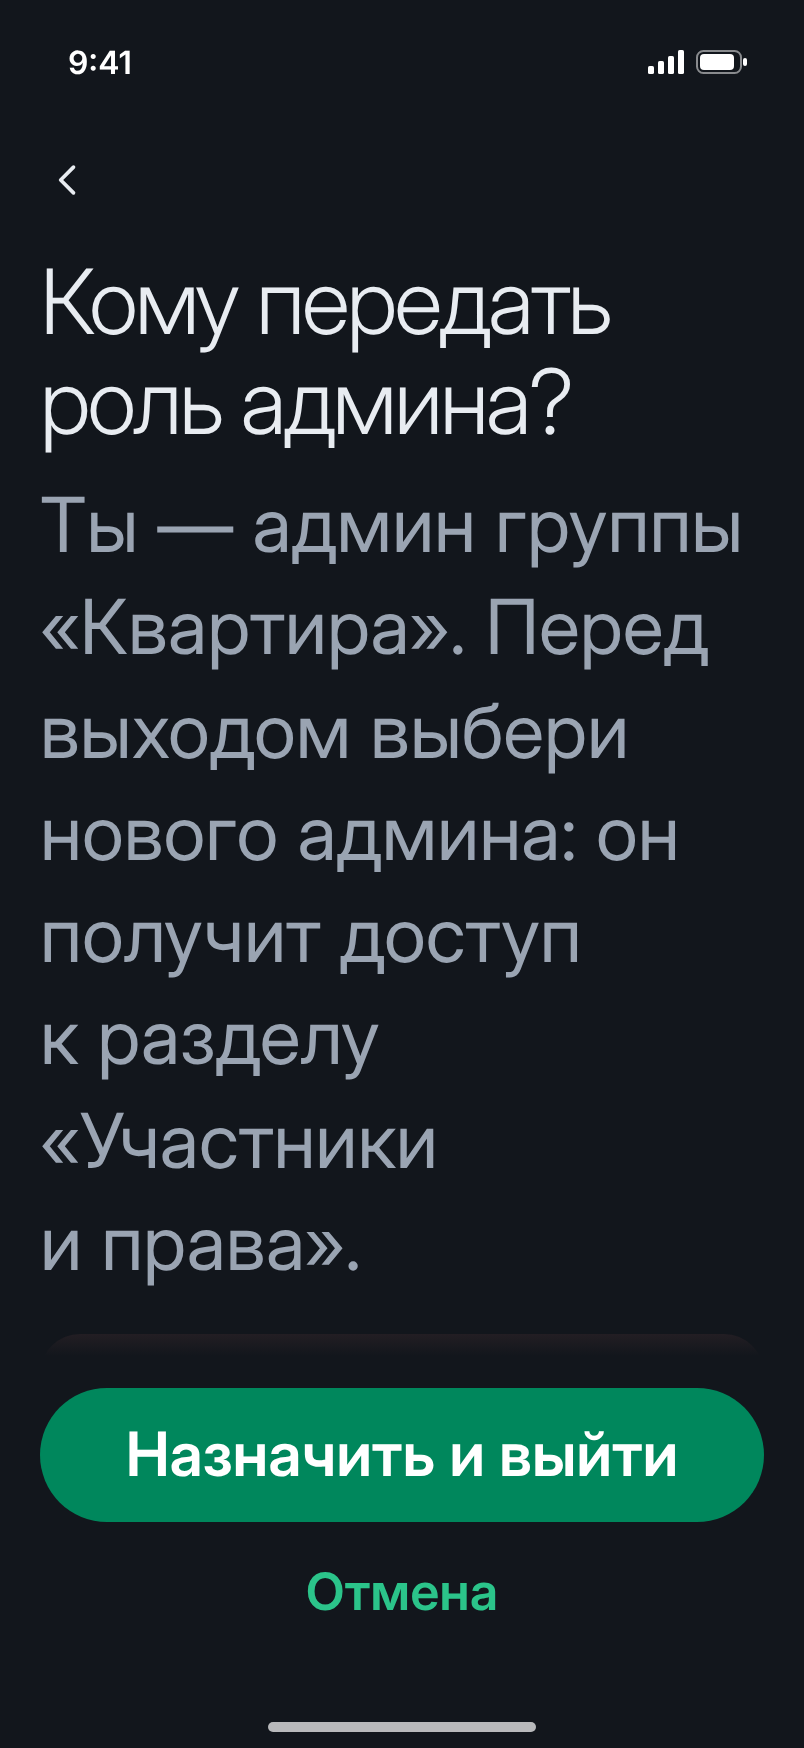 9:41
Кому передать
роль админа?
Ты — админ группы
«Квартира». Перед
выходом выбери
нового админа: он
получит доступ
к разделу
«Участники
и права».
Назначить и выйти
Отмена